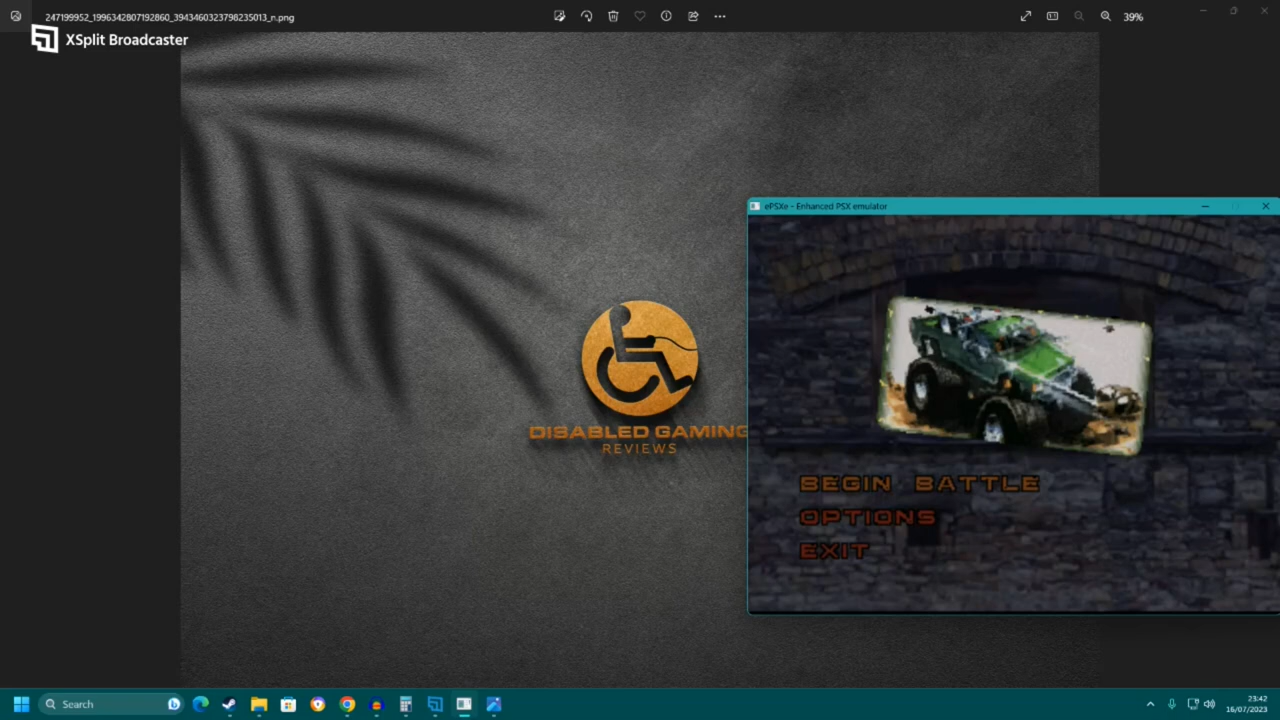 247199952_1996342807192860_3943460323798235013_n.png
39%
XSplit Broadcaster
ePSXe - Enhanced PSX emulator
DISABLED GAMING
REVIEWS
BEGIN BATTLE
OPTIONS
EXIT
Search
23:42
16/07/2023